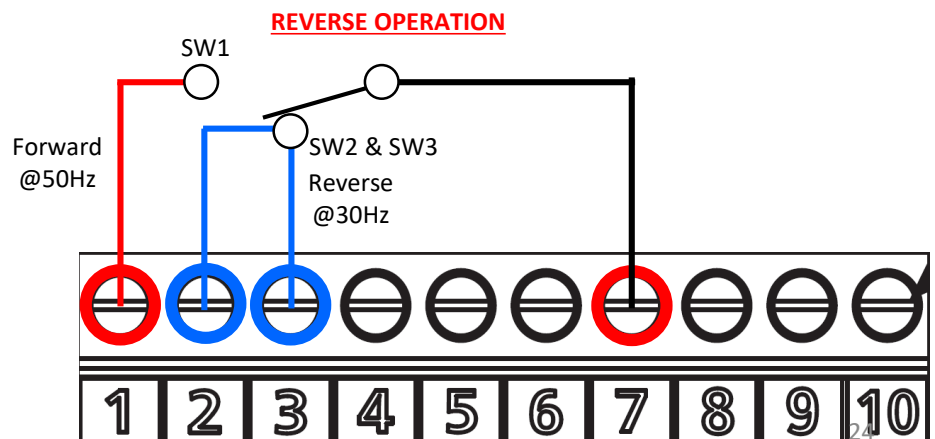 REVERSE OPERATION
SW1
Forward
@50Hz
SW2 & SW3
Reverse
@30Hz
1 2 3 4 5 6 7 8 9 10
24